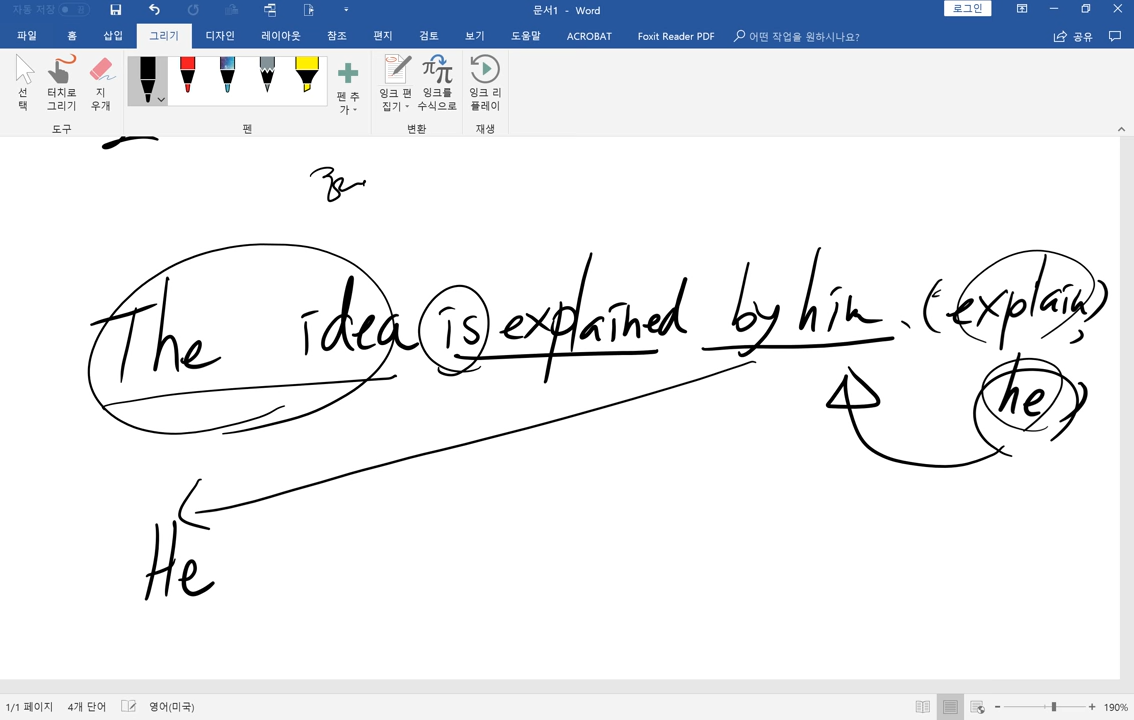 자동 저장
문서1 - Word
로그인
파일 홈 삽입 그리기 디자인 레이아웃 참조 편지 검토 보기 도움말 ACROBAT Foxit Reader PDF 어떤 작업을 원하시나요? 공유
선택 터치로 그리기 지우개 펜 추가 잉크 편집기 잉크를 수식으로 잉크 리플레이
도구 펜 변환 재생
The idea is explained by him. (explain,
he)
He
1/1 페이지 4개 단어 영어(미국) 190%